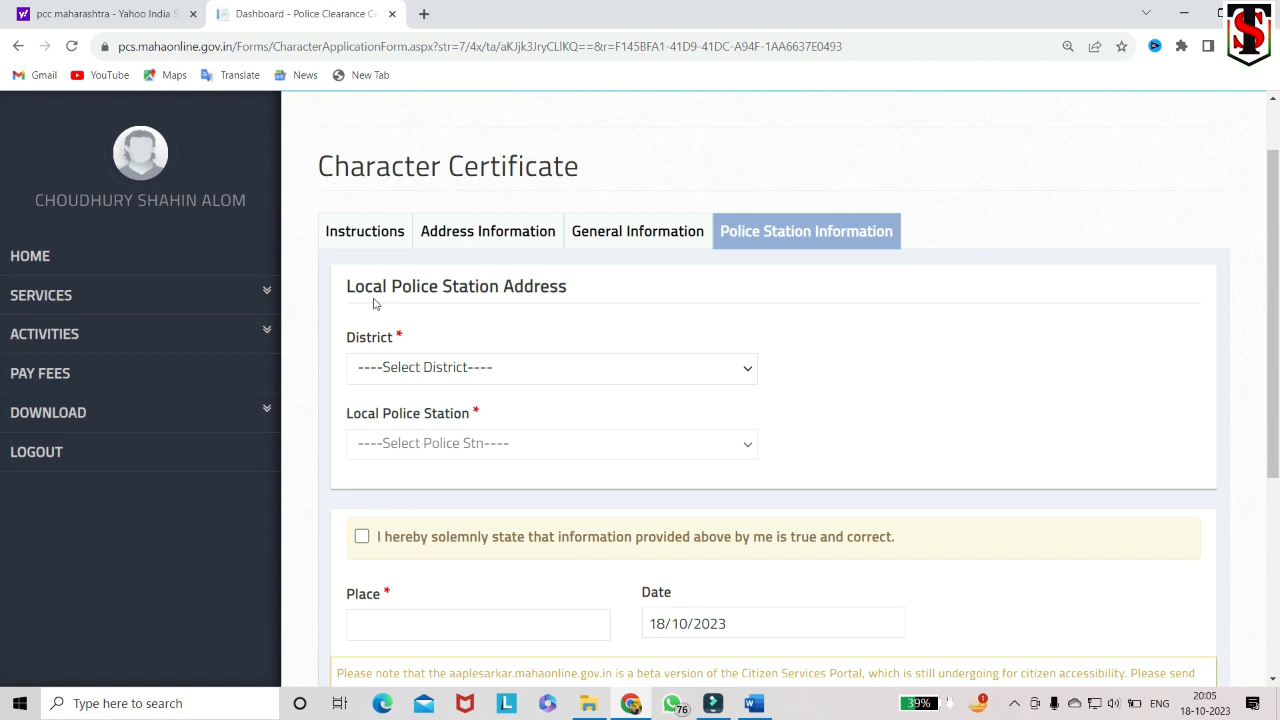 pcc maharashtra - Yahoo India S
Dashboard - Police Clearance Ce
pcs.mahaonline.gov.in/Forms/CharacterApplicationForm.aspx?str=7/4x/ta/aKJjk3hyCLlKQ==&r=F145BFA1-41D9-41DC-A94F-1AA6637E0493
Gmail YouTube Maps Translate News New Tab
CHOUDHURY SHAHIN ALOM
HOME
SERVICES
ACTIVITIES
PAY FEES
DOWNLOAD
LOGOUT
Character Certificate
Instructions Address Information General Information Police Station Information
Local Police Station Address
District *
----Select District----
Local Police Station *
----Select Police Stn----
I hereby solemnly state that information provided above by me is true and correct.
Place * Date
18/10/2023
Please note that the aaplesarkar.mahaonline.gov.in is a beta version of the Citizen Services Portal, which is still undergoing for citizen accessibility. Please send
Type here to search
76
39%
1
ENG
20:05
18-10-2023